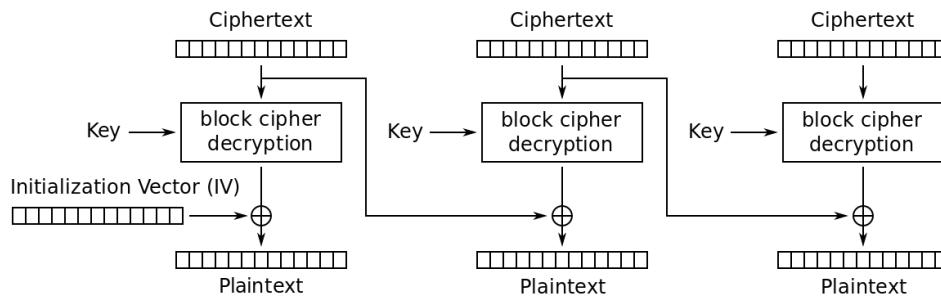 Ciphertext
Ciphertext
Ciphertext
Key
block cipher
decryption
Key
block cipher
decryption
Key
block cipher
decryption
Initialization Vector (IV)
Plaintext
Plaintext
Plaintext